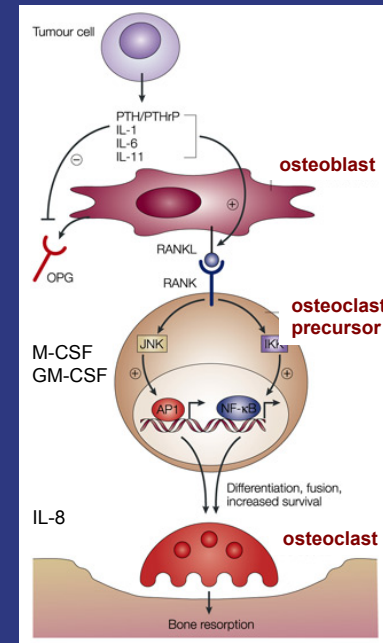 Tumour cell
PTH/PTHrP
IL-1
IL-6
IL-11
−
osteoblast
+
RANKL
OPG
RANK
osteoclast
precursor
JNK
IKK
M-CSF
GM-CSF
+
+
AP1
NF-κB
Differentiation, fusion,
increased survival
IL-8
osteoclast
Bone resorption